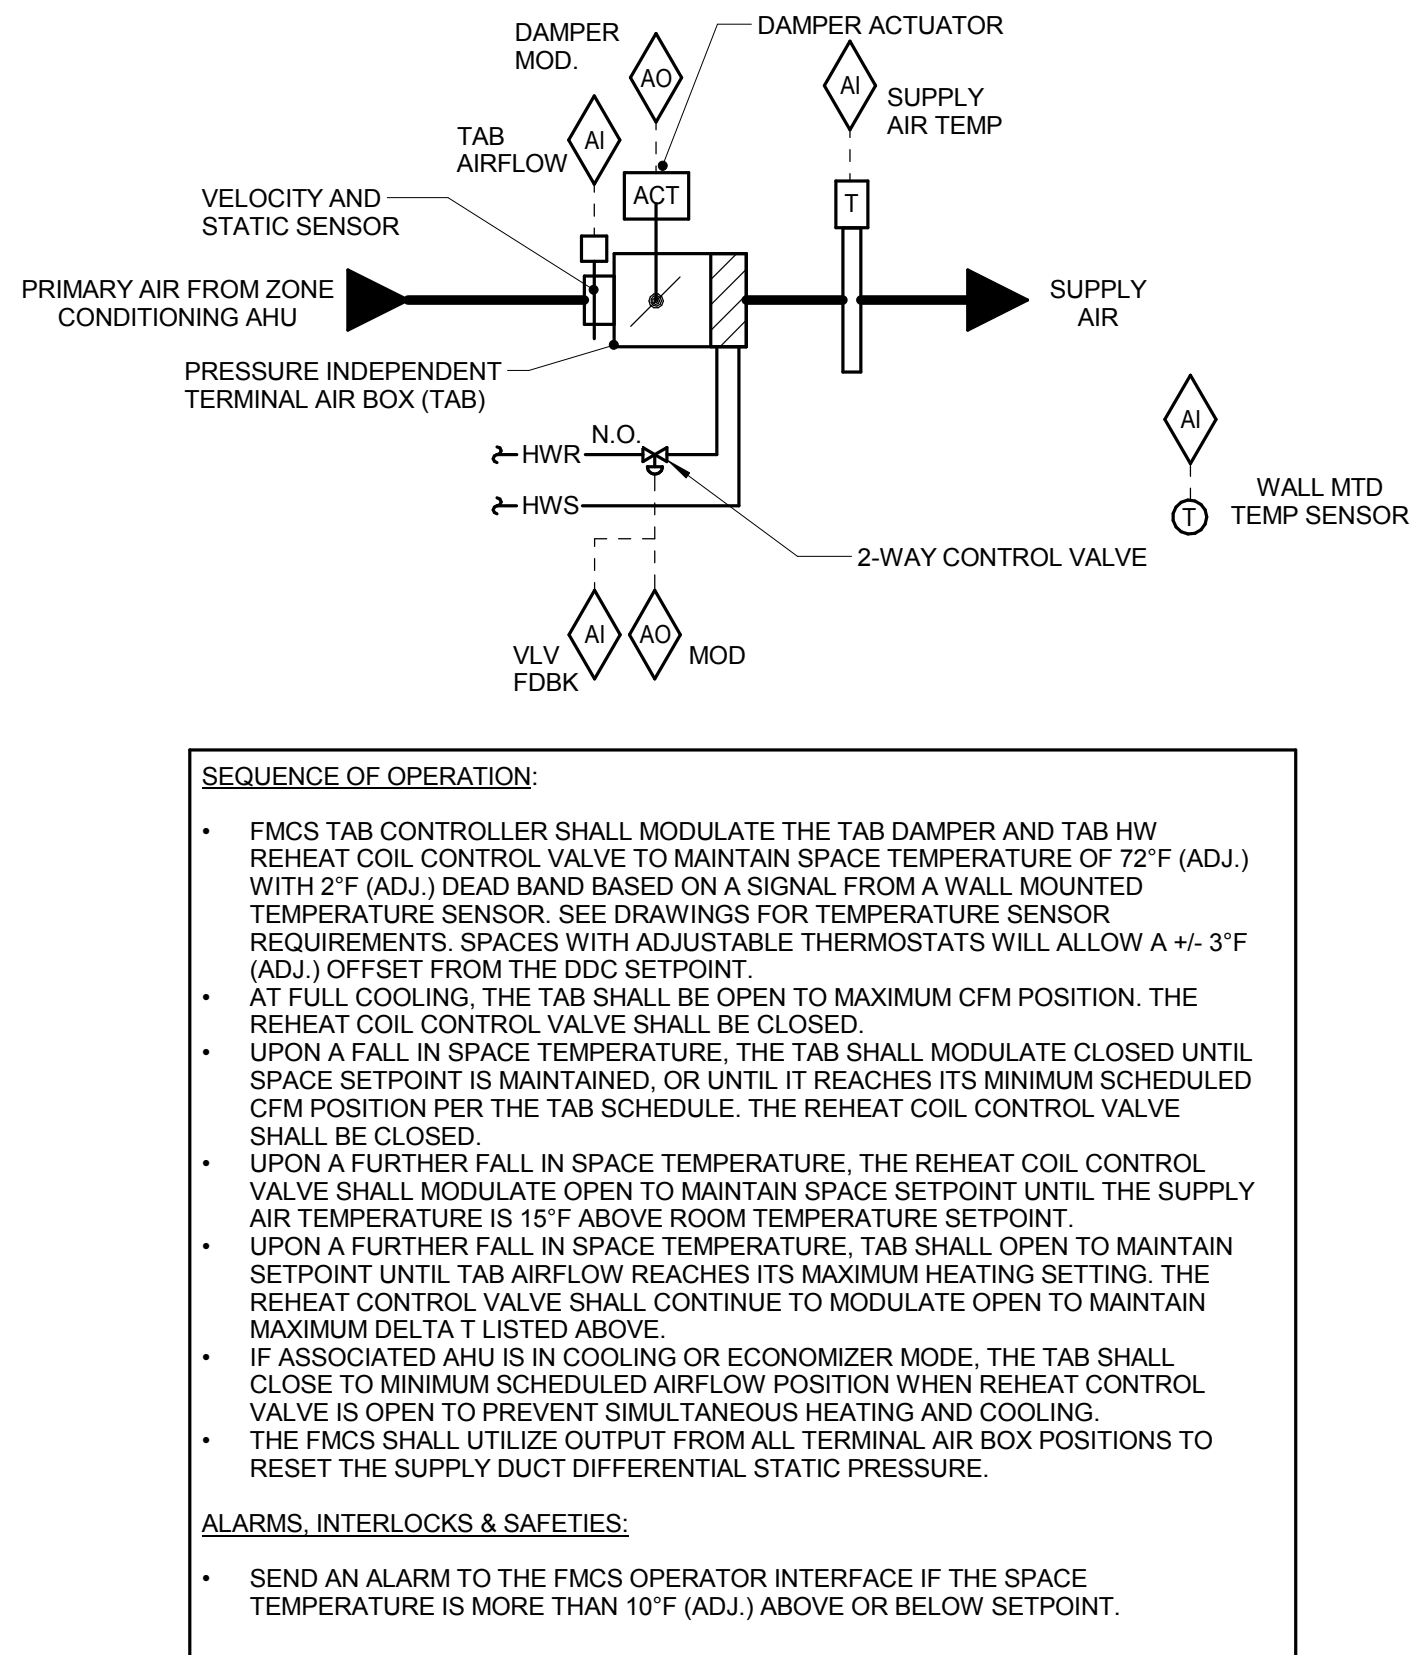 DAMPER
MOD.
AO
DAMPER ACTUATOR
AI
SUPPLY
AIR TEMP
TAB
AIRFLOW
AI
ACT
T
VELOCITY AND
STATIC SENSOR
PRIMARY AIR FROM ZONE
CONDITIONING AHU
SUPPLY
AIR
PRESSURE INDEPENDENT
TERMINAL AIR BOX (TAB)
N.O.
HWR
HWS
AI
T
WALL MTD
TEMP SENSOR
2-WAY CONTROL VALVE
VLV
FDBK
AI
AO
MOD
SEQUENCE OF OPERATION:
• FMCS TAB CONTROLLER SHALL MODULATE THE TAB DAMPER AND TAB HW
REHEAT COIL CONTROL VALVE TO MAINTAIN SPACE TEMPERATURE OF 72°F (ADJ.)
WITH 2°F (ADJ.) DEAD BAND BASED ON A SIGNAL FROM A WALL MOUNTED
TEMPERATURE SENSOR. SEE DRAWINGS FOR TEMPERATURE SENSOR
REQUIREMENTS. SPACES WITH ADJUSTABLE THERMOSTATS WILL ALLOW A +/- 3°F
(ADJ.) OFFSET FROM THE DDC SETPOINT.
• AT FULL COOLING, THE TAB SHALL BE OPEN TO MAXIMUM CFM POSITION. THE
REHEAT COIL CONTROL VALVE SHALL BE CLOSED.
• UPON A FALL IN SPACE TEMPERATURE, THE TAB SHALL MODULATE CLOSED UNTIL
SPACE SETPOINT IS MAINTAINED, OR UNTIL IT REACHES ITS MINIMUM SCHEDULED
CFM POSITION PER THE TAB SCHEDULE. THE REHEAT COIL CONTROL VALVE
SHALL BE CLOSED.
• UPON A FURTHER FALL IN SPACE TEMPERATURE, THE REHEAT COIL CONTROL
VALVE SHALL MODULATE OPEN TO MAINTAIN SPACE SETPOINT UNTIL THE SUPPLY
AIR TEMPERATURE IS 15°F ABOVE ROOM TEMPERATURE SETPOINT.
• UPON A FURTHER FALL IN SPACE TEMPERATURE, TAB SHALL OPEN TO MAINTAIN
SETPOINT UNTIL TAB AIRFLOW REACHES ITS MAXIMUM HEATING SETTING. THE
REHEAT CONTROL VALVE SHALL CONTINUE TO MODULATE OPEN TO MAINTAIN
MAXIMUM DELTA T LISTED ABOVE.
• IF ASSOCIATED AHU IS IN COOLING OR ECONOMIZER MODE, THE TAB SHALL
CLOSE TO MINIMUM SCHEDULED AIRFLOW POSITION WHEN REHEAT CONTROL
VALVE IS OPEN TO PREVENT SIMULTANEOUS HEATING AND COOLING.
• THE FMCS SHALL UTILIZE OUTPUT FROM ALL TERMINAL AIR BOX POSITIONS TO
RESET THE SUPPLY DUCT DIFFERENTIAL STATIC PRESSURE.
ALARMS, INTERLOCKS & SAFETIES:
• SEND AN ALARM TO THE FMCS OPERATOR INTERFACE IF THE SPACE
TEMPERATURE IS MORE THAN 10°F (ADJ.) ABOVE OR BELOW SETPOINT.